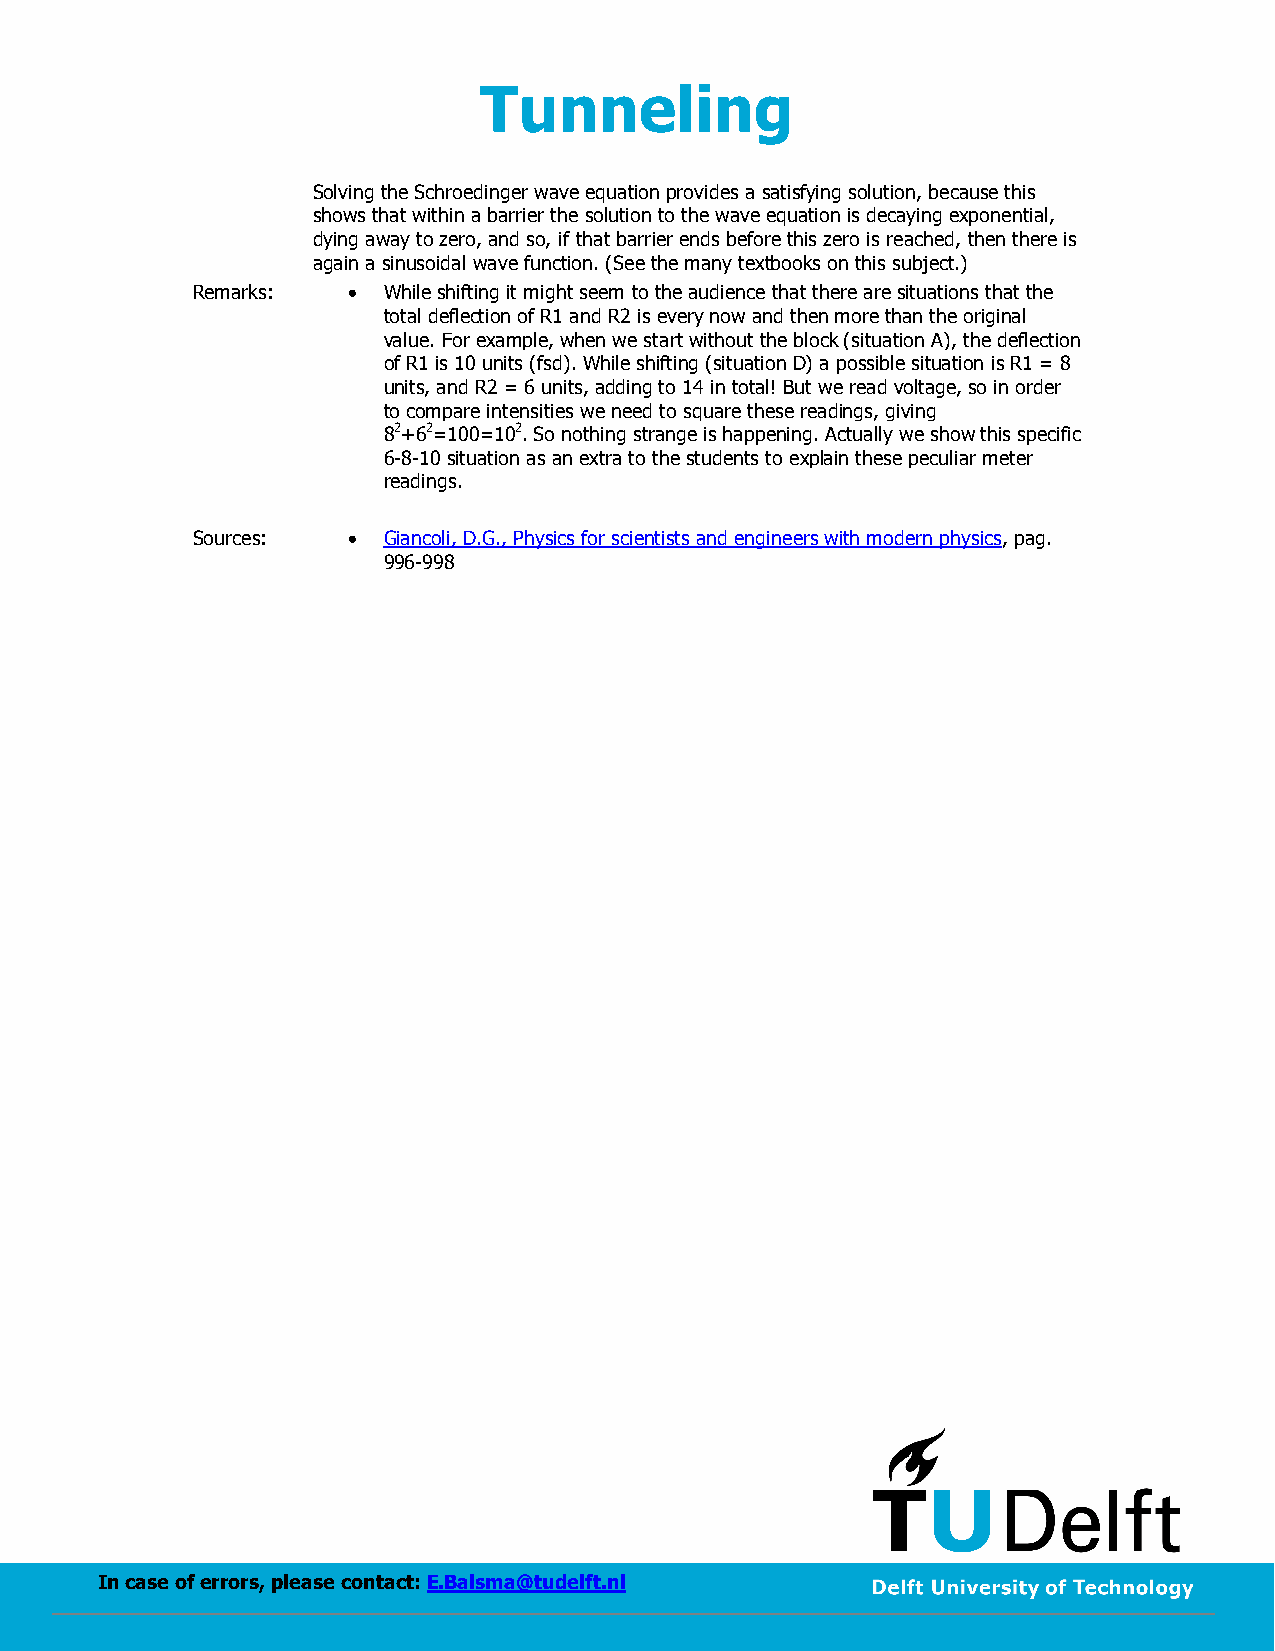 Tunneling
Solving the Schroedinger wave equation provides a satisfying solution, because this
shows that within a barrier the solution to the wave equation is decaying exponential,
dying away to zero, and so, if that barrier ends before this zero is reached, then there is
again a sinusoidal wave function. (See the many textbooks on this subject.)
Remarks: • While shifting it might seem to the audience that there are situations that the
total deflection of R1 and R2 is every now and then more than the original
value. For example, when we start without the block (situation A), the deflection
of R1 is 10 units (fsd). While shifting (situation D) a possible situation is R1 = 8
units, and R2 = 6 units, adding to 14 in total! But we read voltage, so in order
to compare intensities we need to square these readings, giving
8²+6²=100=10². So nothing strange is happening. Actually we show this specific
6-8-10 situation as an extra to the students to explain these peculiar meter
readings.
Sources: • Giancoli, D.G., Physics for scientists and engineers with modern physics, pag.
996-998
TUDelft
In case of errors, please contact: E.Balsma@tudelft.nl
Delft University of Technology